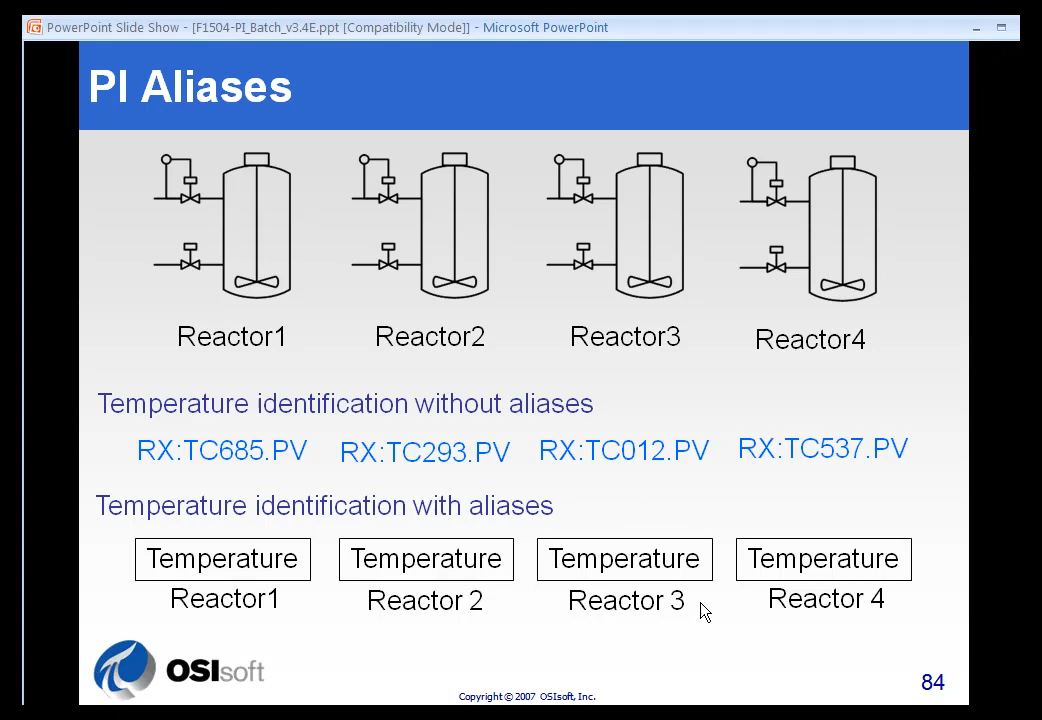 PowerPoint Slide Show - [F1504-PI_Batch_v3.4E.ppt [Compatibility Mode]] - Microsoft PowerPoint
PI Aliases
Reactor1 Reactor2 Reactor3 Reactor4
Temperature identification without aliases
RX:TC685.PV RX:TC293.PV RX:TC012.PV RX:TC537.PV
Temperature identification with aliases
Temperature Temperature Temperature Temperature
Reactor1 Reactor 2 Reactor 3 Reactor 4
OSIsoft
Copyright © 2007 OSIsoft, Inc.
84